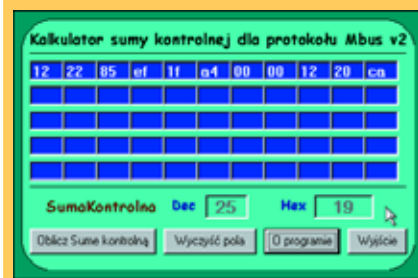 Kalkulator sumy kontrolnej dla protokołu Mbus v2
12 22 85 ef 1f a4 00 00 12 20 ca
SumaKontrolna Dec 25 Hex 19
Oblicz Sume kontrolną Wyczyść pola O programie Wyjście